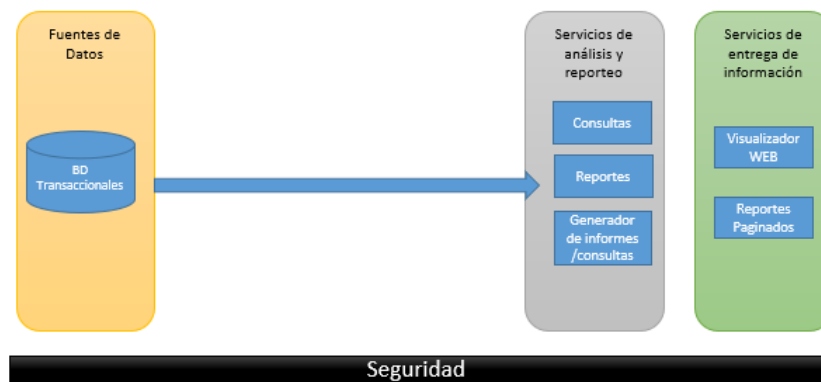 Fuentes de
Datos
BD
Transaccionales
Servicios de
análisis y
reporteo
Consultas
Reportes
Generador
de informes
/consultas
Servicios de
entrega de
información
Visualizador
WEB
Reportes
Paginados
Seguridad